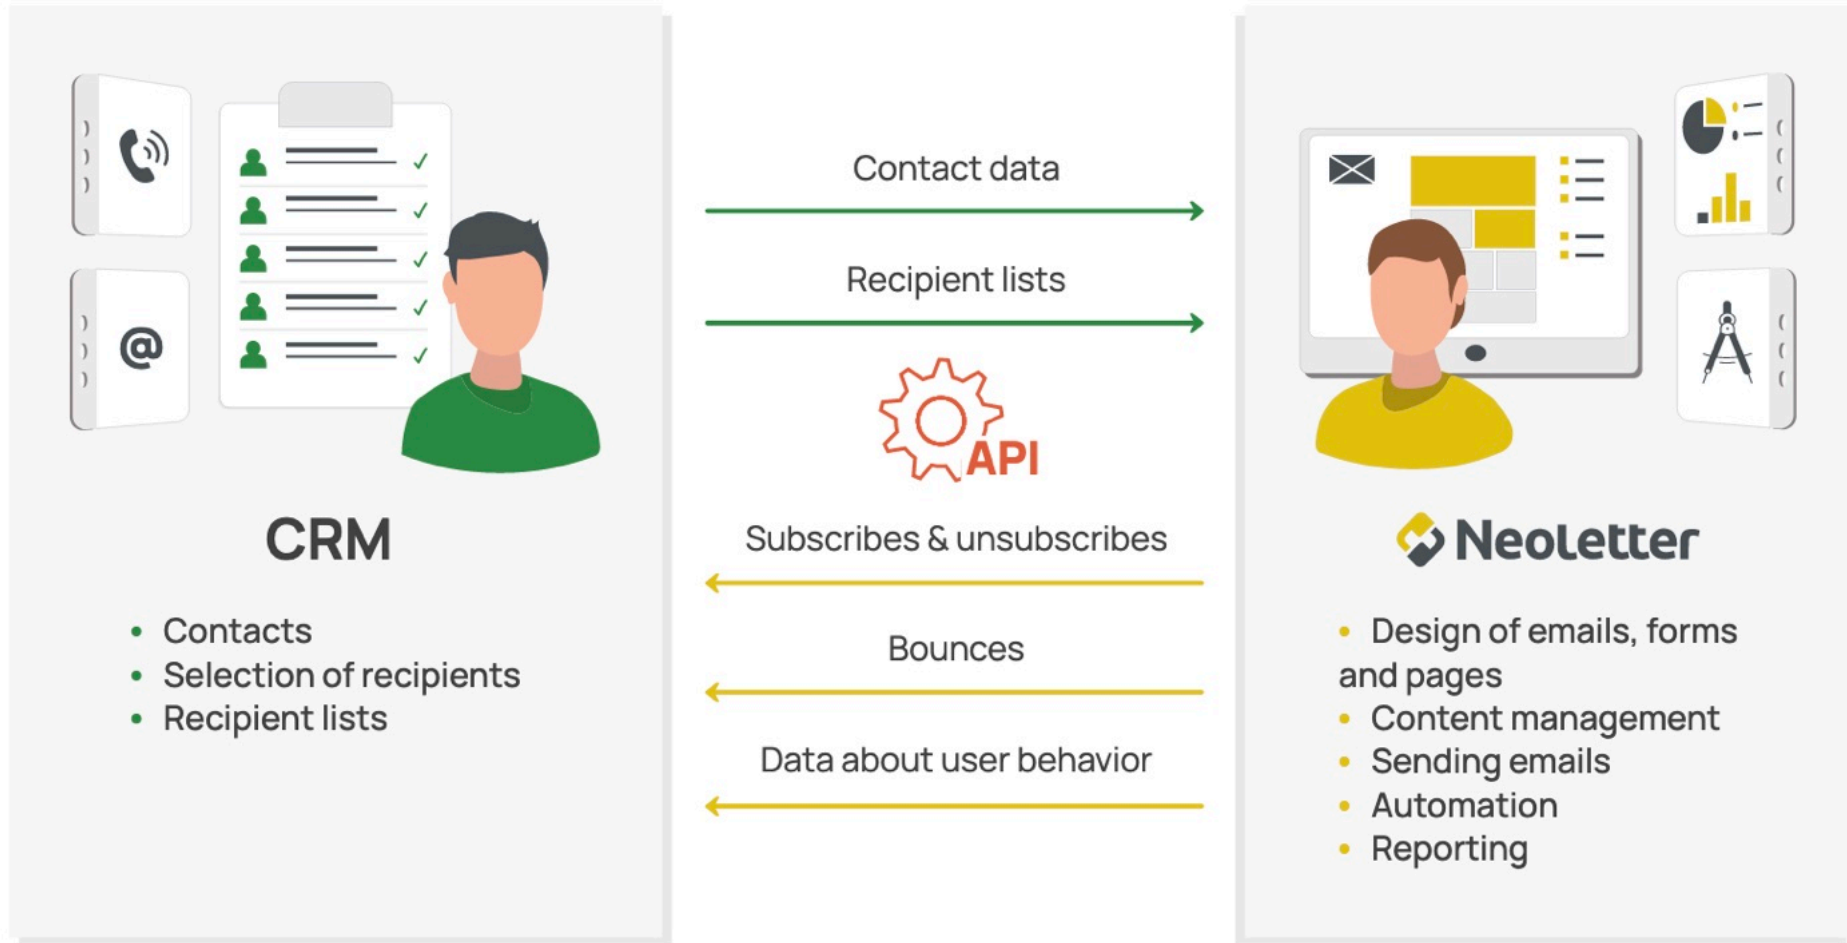 @
CRM
• Contacts
• Selection of recipients
• Recipient lists
Contact data
Recipient lists
API
Subscribes & unsubscribes
Bounces
Data about user behavior
Neoletter
• Design of emails, forms
and pages
• Content management
• Sending emails
• Automation
• Reporting